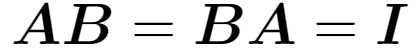 AB = BA = I